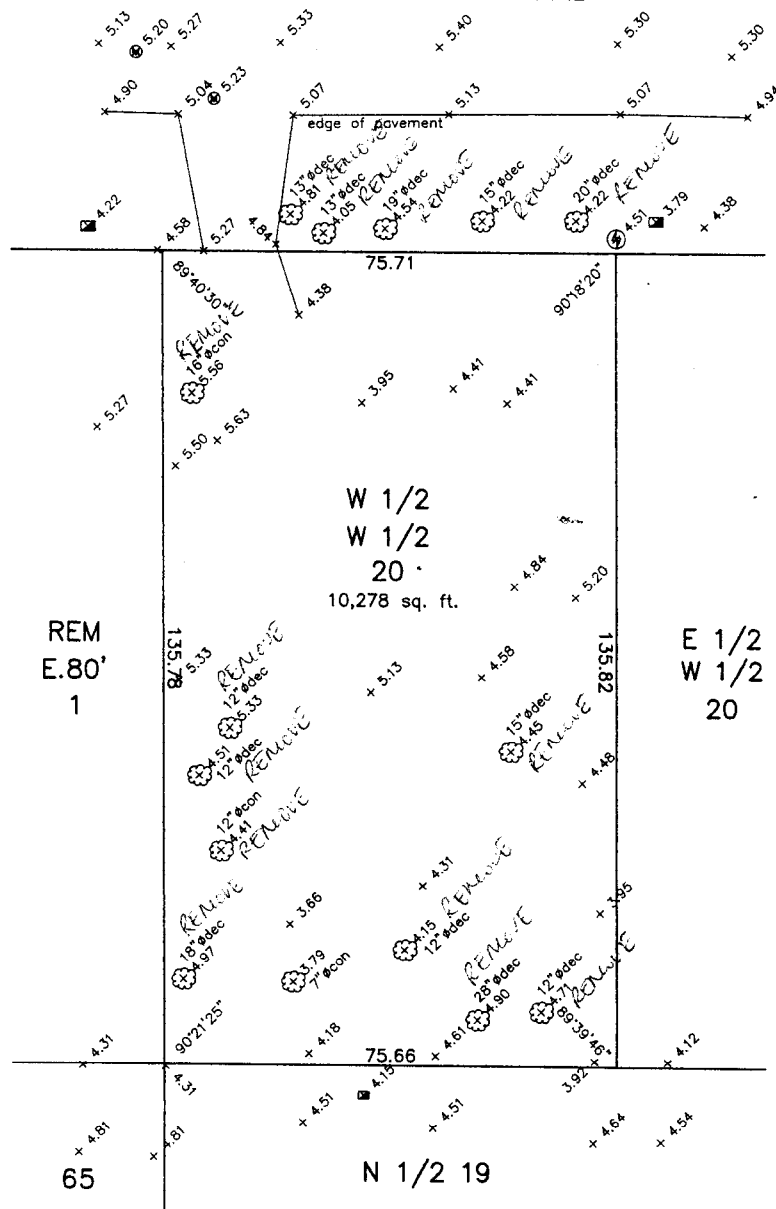 5.13
5.20
5.27
5.33
5.40
5.30
5.30
4.90
5.04
5.23
5.07
5.13
5.07
4.94
edge of pavement
13"ødec
4.81
REMOVE
13"ødec
4.05
REMOVE
19"ødec
4.54
REMOVE
15"ødec
4.22
REMOVE
20"ødec
4.22
REMOVE
4.22
4.51
3.79
4.38
4.58
5.27
4.84
75.71
89°40'30"
90°18'20"
4.38
REMOVE
16"øcon
5.56
3.95
4.41
4.41
5.27
5.50
5.63
W 1/2
W 1/2
20
10,278 sq. ft.
4.84
5.20
REM
E.80'
1
135.78
5.33
135.82
E 1/2
W 1/2
20
REMOVE
12"ødec
5.33
5.13
4.58
4.51
12"ødec
REMOVE
15"ødec
4.45
REMOVE
4.48
12"øcon
4.41
REMOVE
4.31
3.95
REMOVE
18"ødec
4.97
3.66
3.79
7"øcon
4.15
12"ødec
REMOVE
REMOVE
28"ødec
4.90
12"ødec
4.71
REMOVE
90°21'25"
89°39'46"
4.31
4.31
4.18
75.66
4.61
3.92
4.12
4.15
4.51
4.51
4.64
4.54
4.81
4.81
65
N 1/2 19